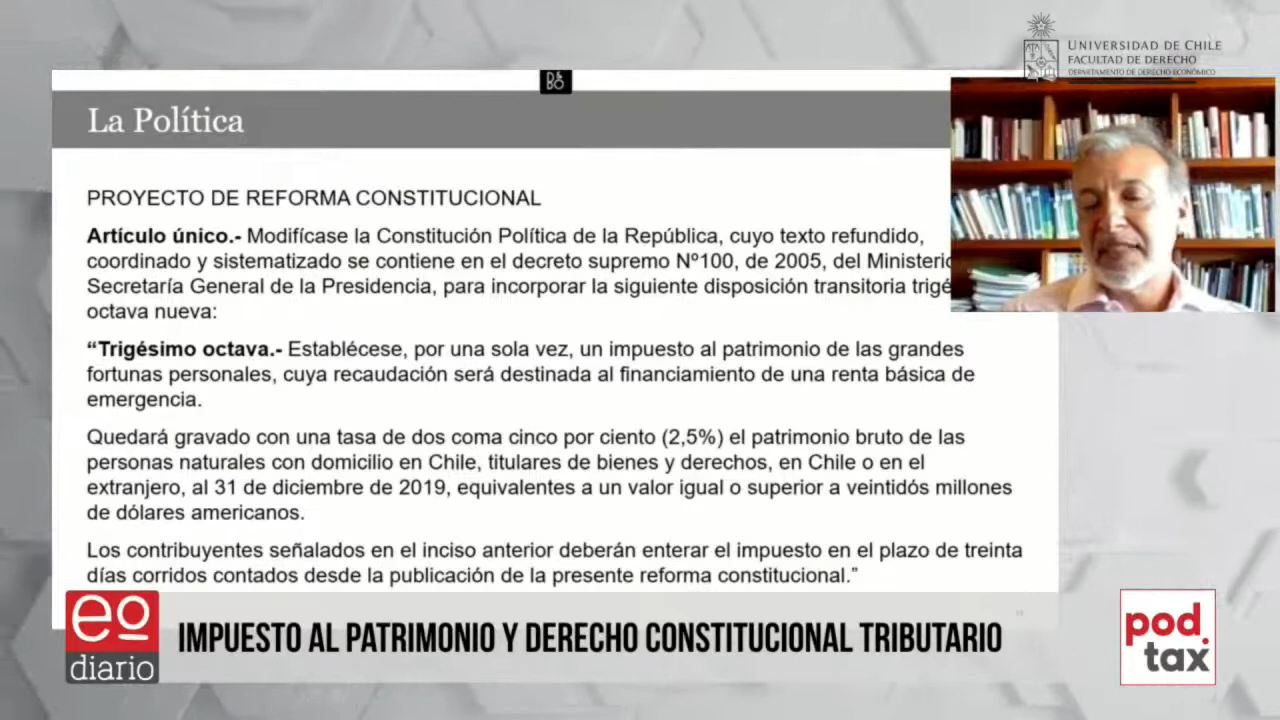 UNIVERSIDAD DE CHILE
FACULTAD DE DERECHO
DEPARTAMENTO DE DERECHO ECONÓMICO
D&
BO
La Política
PROYECTO DE REFORMA CONSTITUCIONAL
Artículo único.- Modifícase la Constitución Política de la República, cuyo texto refundido,
coordinado y sistematizado se contiene en el decreto supremo Nº100, de 2005, del Ministerio
Secretaría General de la Presidencia, para incorporar la siguiente disposición transitoria trigé
octava nueva:
“Trigésimo octava.- Establécese, por una sola vez, un impuesto al patrimonio de las grandes
fortunas personales, cuya recaudación será destinada al financiamiento de una renta básica de
emergencia.
Quedará gravado con una tasa de dos coma cinco por ciento (2,5%) el patrimonio bruto de las
personas naturales con domicilio en Chile, titulares de bienes y derechos, en Chile o en el
extranjero, al 31 de diciembre de 2019, equivalentes a un valor igual o superior a veintidós millones
de dólares americanos.
Los contribuyentes señalados en el inciso anterior deberán enterar el impuesto en el plazo de treinta
días corridos contados desde la publicación de la presente reforma constitucional.”
eo
diario
IMPUESTO AL PATRIMONIO Y DERECHO CONSTITUCIONAL TRIBUTARIO
pod
tax